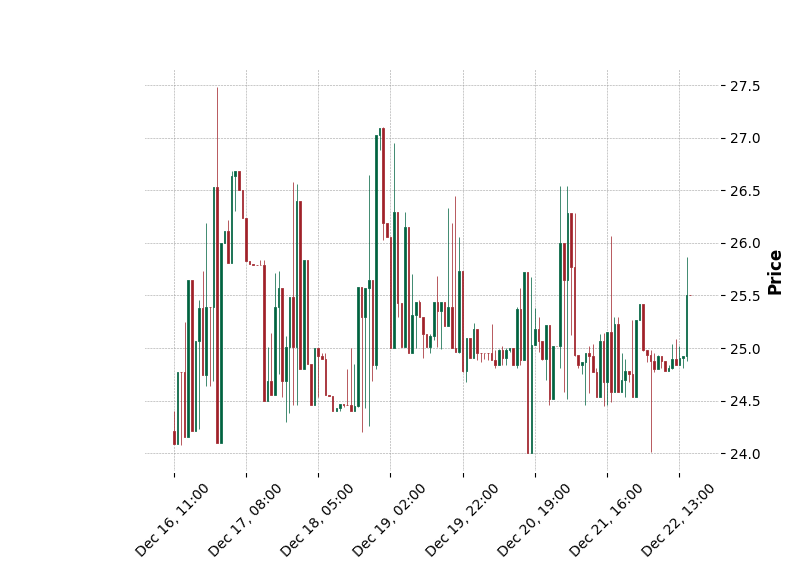 27.5
27.0
26.5
26.0
25.5
25.0
24.5
24.0
Price
Dec 16, 11:00
Dec 17, 08:00
Dec 18, 05:00
Dec 19, 02:00
Dec 19, 22:00
Dec 20, 19:00
Dec 21, 16:00
Dec 22, 13:00